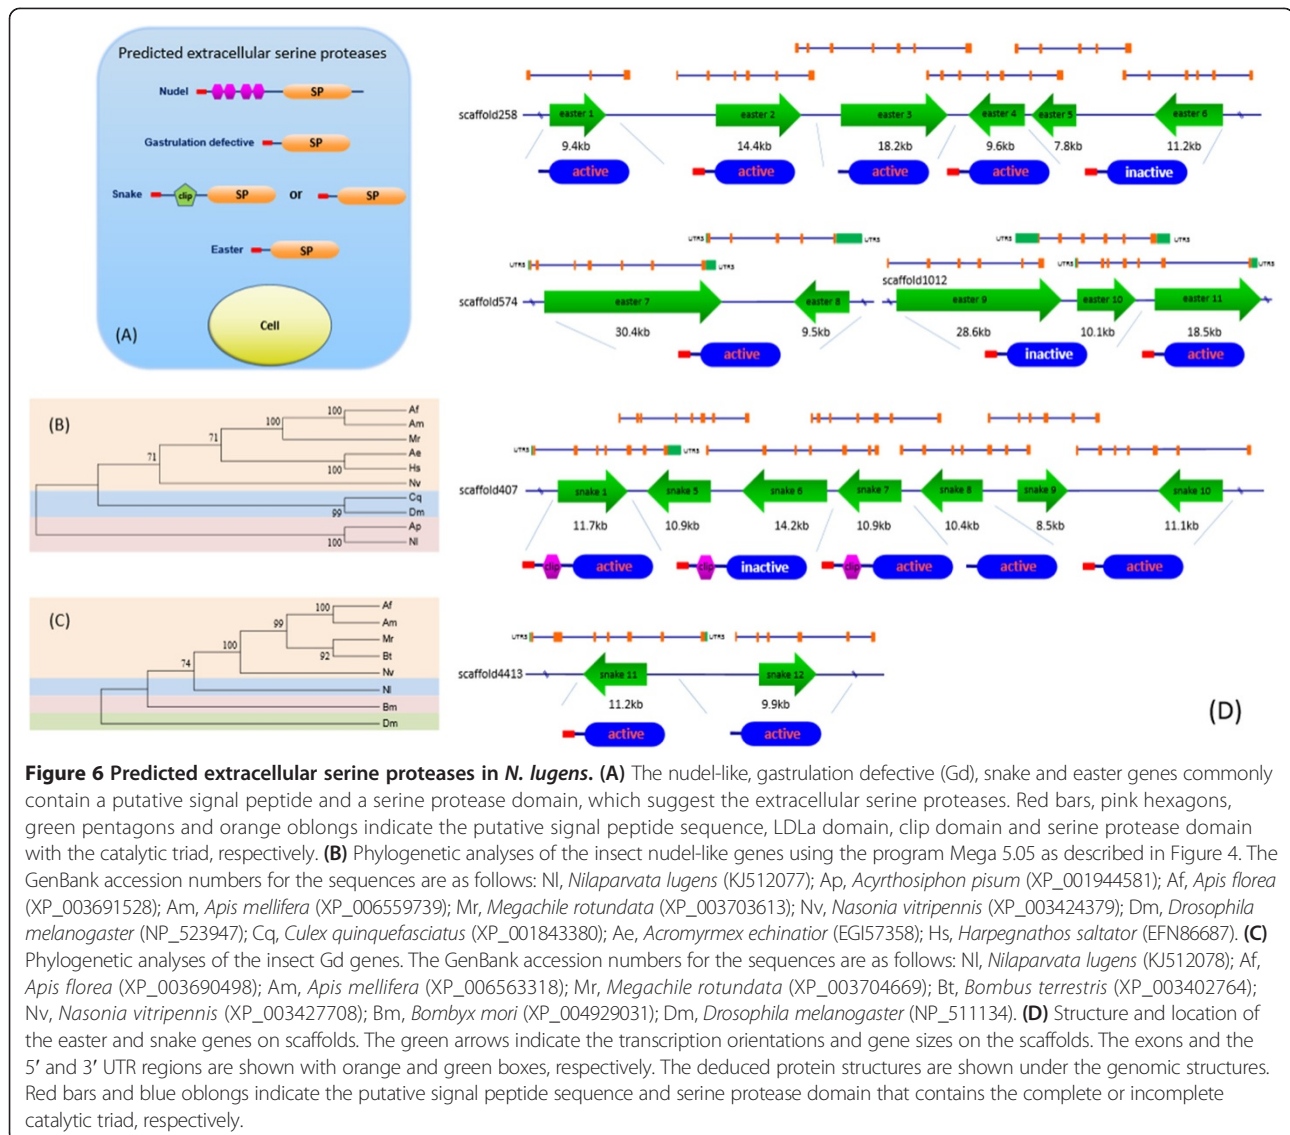 Predicted extracellular serine proteases
Nudel
SP
Gastrulation defective
SP
Snake
clip
SP
or
SP
Easter
SP
Cell
(A)
(B)
100
Af
100
Am
71
Mr
71
Ae
100
Hs
Nv
Cq
99
Dm
Ap
100
Nl
(C)
100
Af
99
Am
100
Mr
92
Bt
74
Nv
Nl
Bm
Dm
scaffold258
easter 1
easter 2
easter 3
easter 4
easter 5
easter 6
9.4kb
14.4kb
18.2kb
9.6kb
7.8kb
11.2kb
active
active
active
active
inactive
UTR5
UTR3
UTR5
UTR3
UTR3
UTR5
UTR5
UTR3
scaffold574
easter 7
easter 8
scaffold1012
easter 9
easter 10
easter 11
30.4kb
9.5kb
28.6kb
10.1kb
18.5kb
active
inactive
active
UTR5
UTR3
scaffold407
snake 1
snake 5
snake 6
snake 7
snake 8
snake 9
snake 10
11.7kb
10.9kb
14.2kb
10.9kb
10.4kb
8.5kb
11.1kb
clip
active
clip
inactive
clip
active
active
active
UTR5
UTR3
scaffold4413
snake 11
snake 12
11.2kb
9.9kb
active
active
(D)
Figure 6 Predicted extracellular serine proteases in N. lugens. (A) The nudel-like, gastrulation defective (Gd), snake and easter genes commonly
contain a putative signal peptide and a serine protease domain, which suggest the extracellular serine proteases. Red bars, pink hexagons,
green pentagons and orange oblongs indicate the putative signal peptide sequence, LDLa domain, clip domain and serine protease domain
with the catalytic triad, respectively. (B) Phylogenetic analyses of the insect nudel-like genes using the program Mega 5.05 as described in Figure 4. The
GenBank accession numbers for the sequences are as follows: Nl, Nilaparvata lugens (KJ512077); Ap, Acyrthosiphon pisum (XP_001944581); Af, Apis florea
(XP_003691528); Am, Apis mellifera (XP_006559739); Mr, Megachile rotundata (XP_003703613); Nv, Nasonia vitripennis (XP_003424379); Dm, Drosophila
melanogaster (NP_523947); Cq, Culex quinquefasciatus (XP_001843380); Ae, Acromyrmex echinatior (EGI57358); Hs, Harpegnathos saltator (EFN86687). (C)
Phylogenetic analyses of the insect Gd genes. The GenBank accession numbers for the sequences are as follows: Nl, Nilaparvata lugens (KJ512078); Af,
Apis florea (XP_003690498); Am, Apis mellifera (XP_006563318); Mr, Megachile rotundata (XP_003704669); Bt, Bombus terrestris (XP_003402764);
Nv, Nasonia vitripennis (XP_003427708); Bm, Bombyx mori (XP_004929031); Dm, Drosophila melanogaster (NP_511134). (D) Structure and location of
the easter and snake genes on scaffolds. The green arrows indicate the transcription orientations and gene sizes on the scaffolds. The exons and the
5′ and 3′ UTR regions are shown with orange and green boxes, respectively. The deduced protein structures are shown under the genomic structures.
Red bars and blue oblongs indicate the putative signal peptide sequence and serine protease domain that contains the complete or incomplete
catalytic triad, respectively.